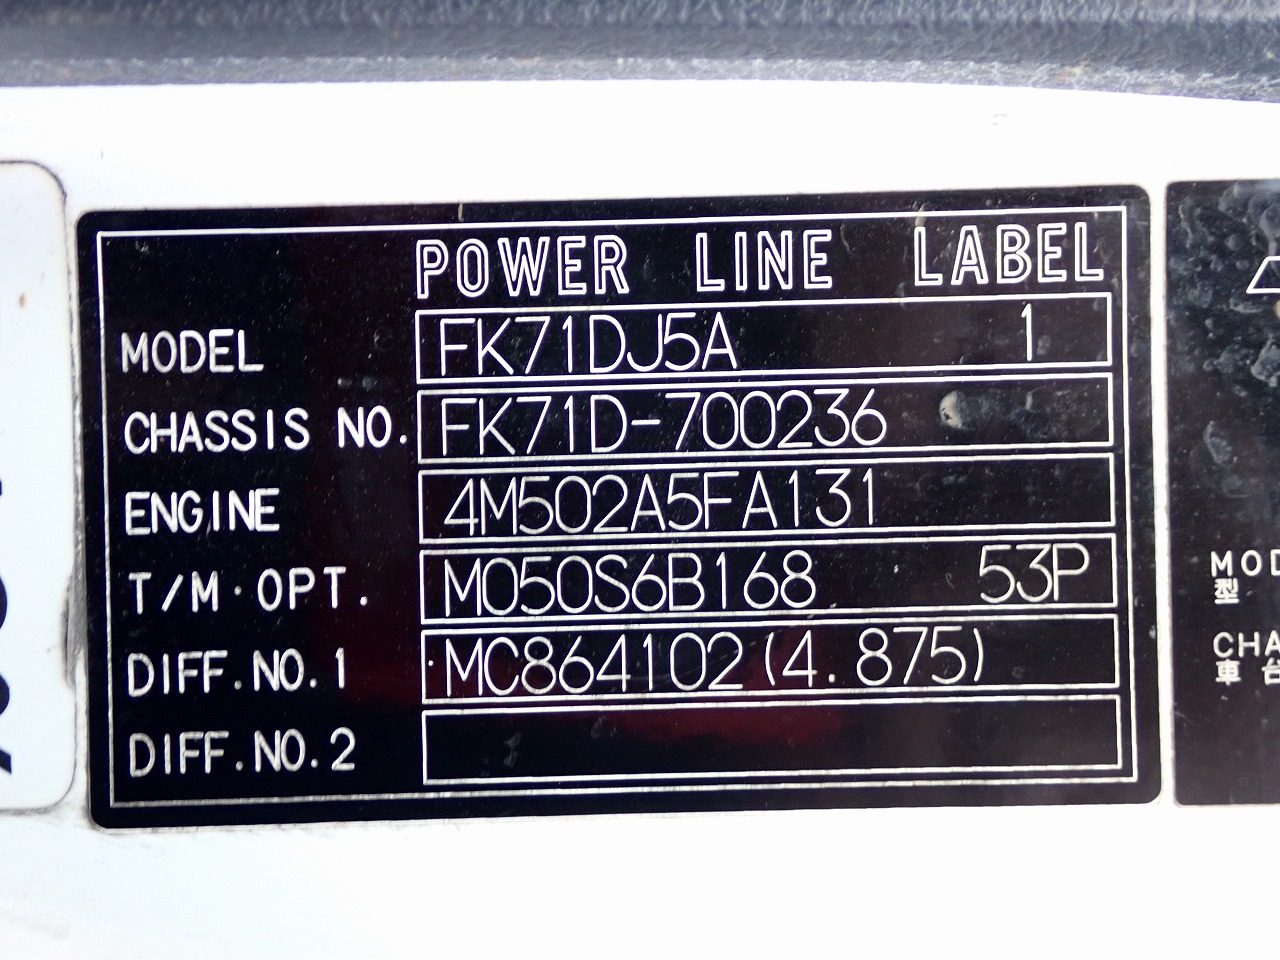 POWER LINE LABEL
MODEL FK71DJ5A 1
CHASSIS NO. FK71D-700236
ENGINE 4M502A5FA131
T/M·OPT. M050S6B168 53P
DIFF.NO.1 MC864102(4.875)
DIFF.NO.2
MOD
型
CHA
車台